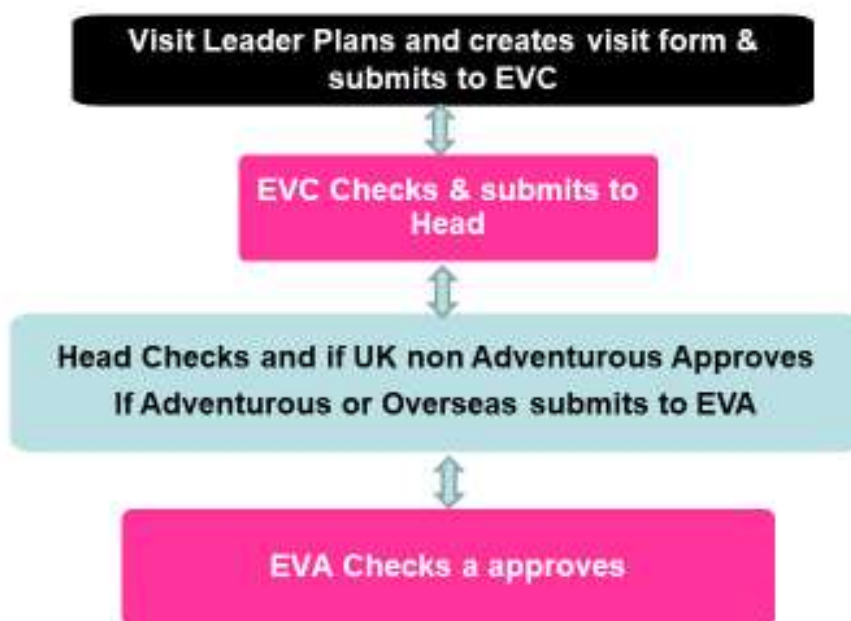 Visit Leader Plans and creates visit form &
submits to EVC
EVC Checks & submits to
Head
Head Checks and if UK non Adventurous Approves
If Adventurous or Overseas submits to EVA
EVA Checks a approves